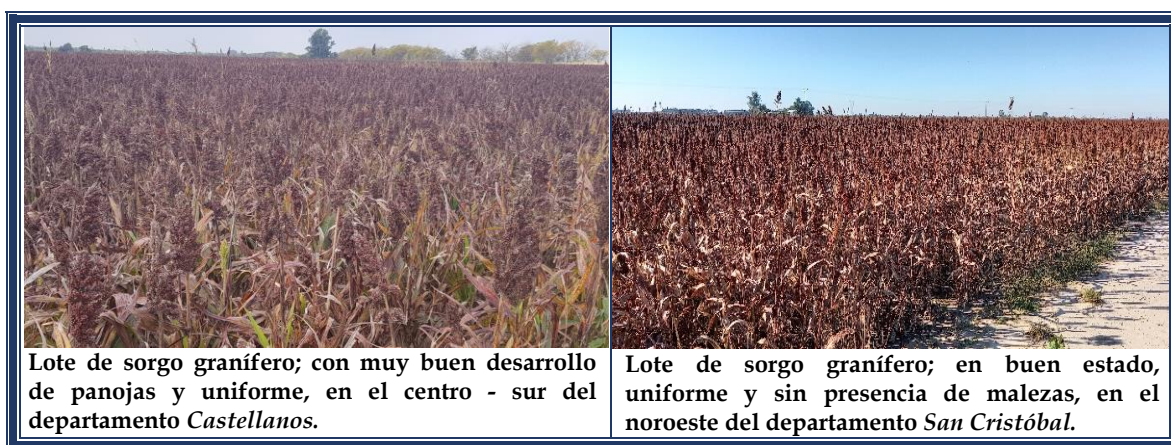 Lote de sorgo granífero; con muy buen desarrollo
de panojas y uniforme, en el centro - sur del
departamento Castellanos.
Lote de sorgo granífero; en buen estado,
uniforme y sin presencia de malezas, en el
noroeste del departamento San Cristóbal.